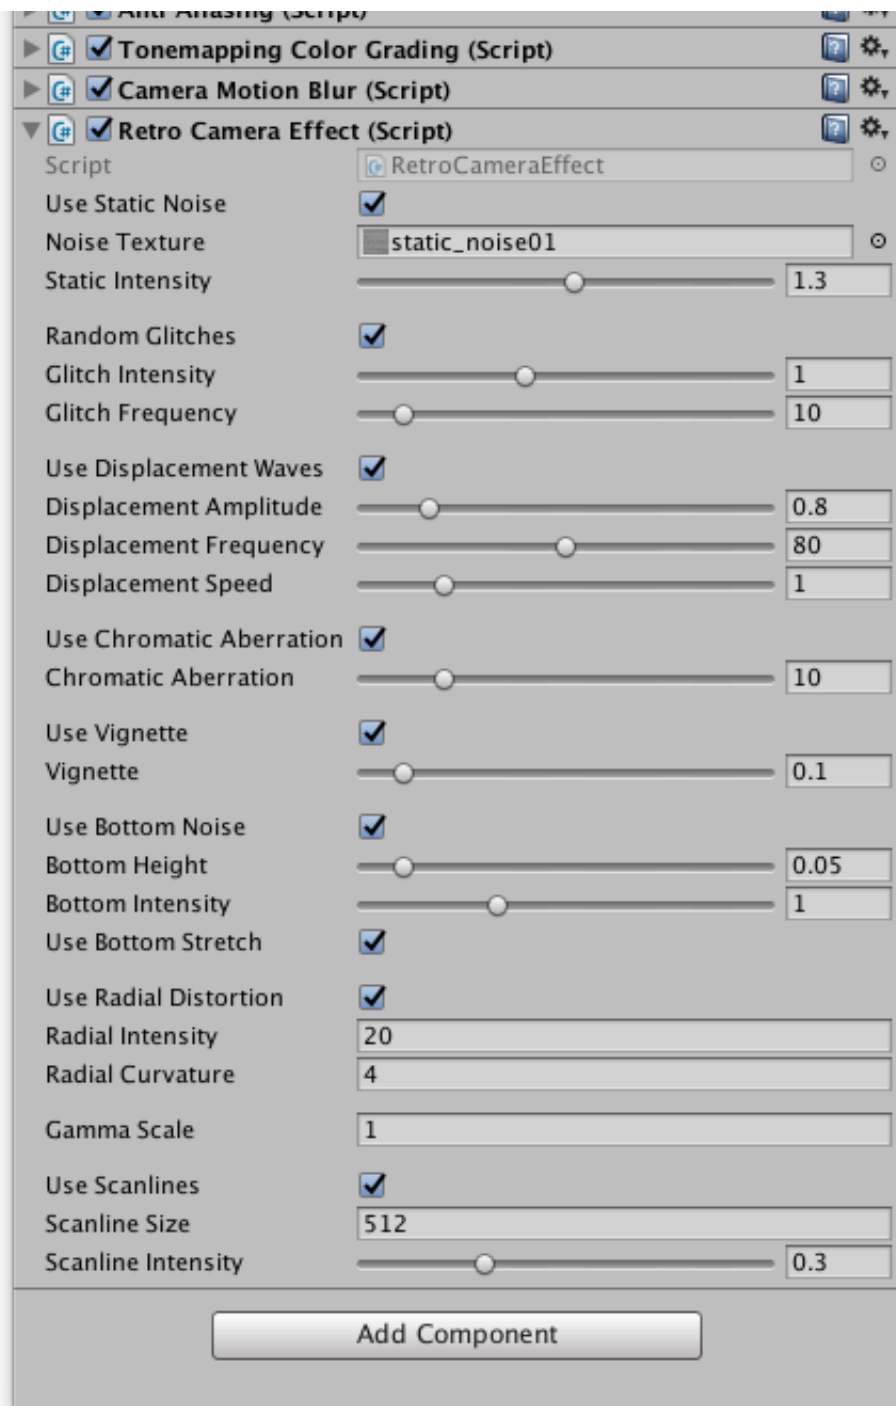 Anti Aliasing (Script)
Tonemapping Color Grading (Script)
Camera Motion Blur (Script)
Retro Camera Effect (Script)
Script RetroCameraEffect
Use Static Noise
Noise Texture static_noise01
Static Intensity 1.3
Random Glitches
Glitch Intensity 1
Glitch Frequency 10
Use Displacement Waves
Displacement Amplitude 0.8
Displacement Frequency 80
Displacement Speed 1
Use Chromatic Aberration
Chromatic Aberration 10
Use Vignette
Vignette 0.1
Use Bottom Noise
Bottom Height 0.05
Bottom Intensity 1
Use Bottom Stretch
Use Radial Distortion
Radial Intensity 20
Radial Curvature 4
Gamma Scale 1
Use Scanlines
Scanline Size 512
Scanline Intensity 0.3
Add Component